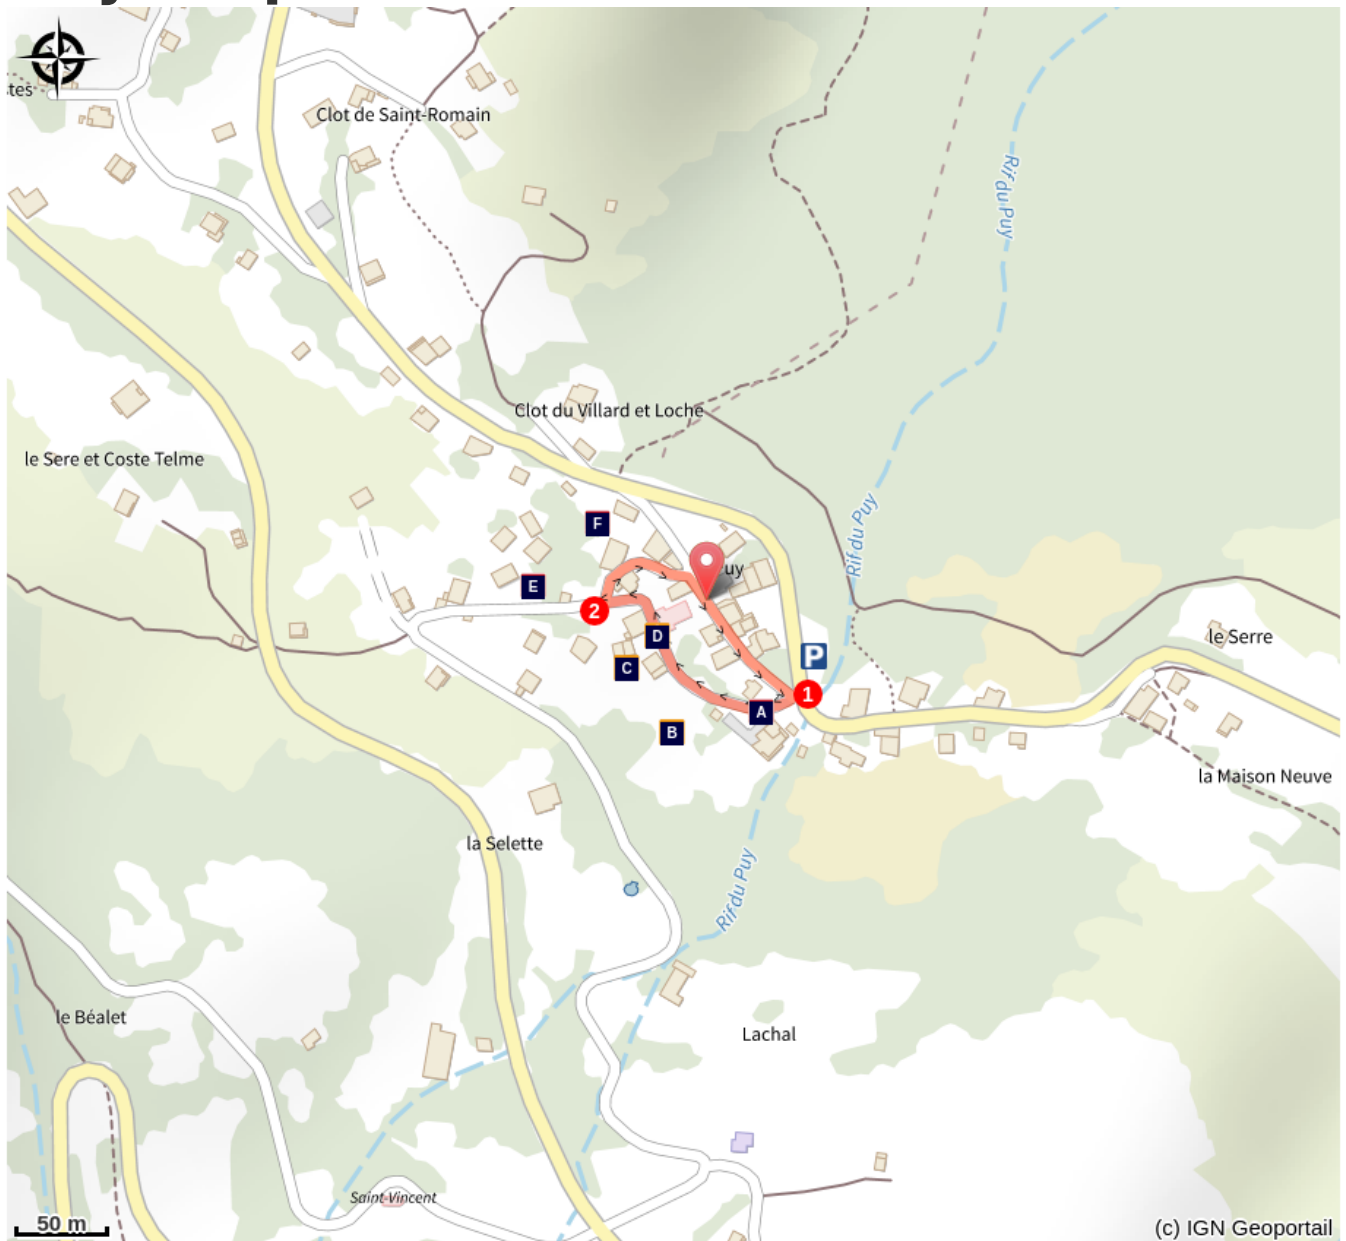 Clot de Saint-Romain
stes
Rif du Puy
Clot du Villard et Loche
le Sere et Coste Telme
Rif du Puy
F
uy
E
2
D
le Serre
P
C
1
A
B
la Maison Neuve
la Selette
Rif du Puy
le Béalet
Lachal
Saint-Vincent
50 m
(c) IGN Geoportail